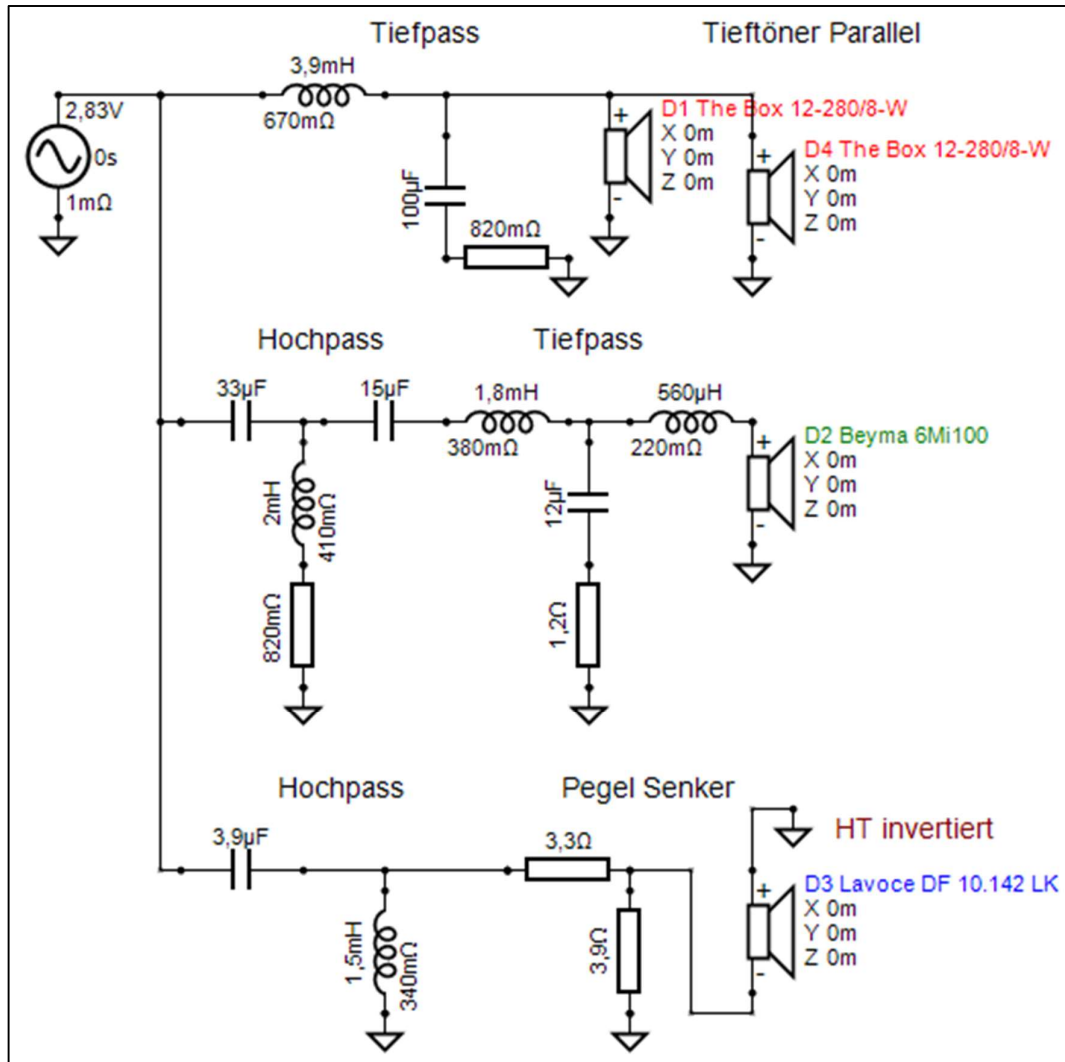 Tiefpass
Tieftöner Parallel
3,9mH
670mΩ
2,83V
0s
1mΩ
100µF
820mΩ
+
D1 The Box 12-280/8-W
X 0m
Y 0m
Z 0m
-
+
D4 The Box 12-280/8-W
X 0m
Y 0m
Z 0m
-
Hochpass
Tiefpass
33µF
15µF
1,8mH
380mΩ
560µH
220mΩ
2mH
410mΩ
820mΩ
12µF
1,2Ω
+
D2 Beyma 6Mi100
X 0m
Y 0m
Z 0m
-
Hochpass
Pegel Senker
3,9µF
3,3Ω
1,5mH
340mΩ
3,9Ω
HT invertiert
+
D3 Lavoce DF 10.142 LK
X 0m
Y 0m
Z 0m
-